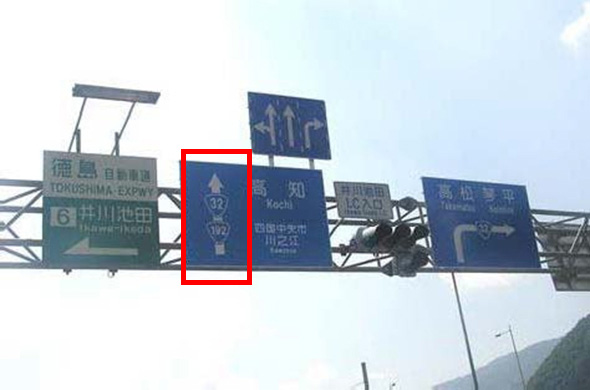 徳島 自動車道
TOKUSHIMA-EXPWY
6 井川池田
Ikawa-Ikeda
32
192
高知
Kochi
四国中央市
川之江
井川池田
I.C入口
高松 琴平
Takamatsu
32